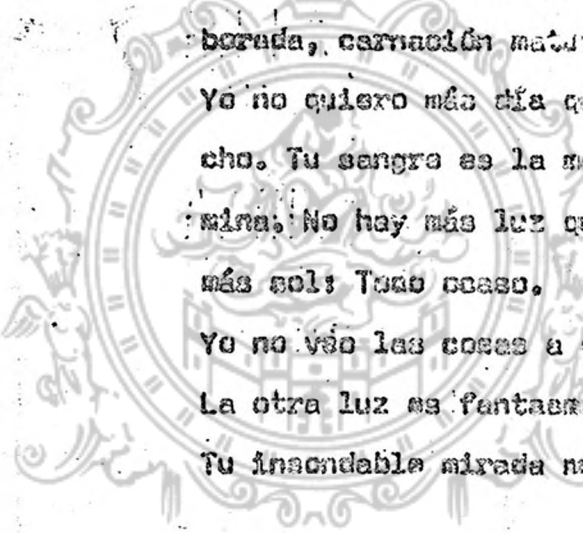 borada, carnación matu
Yo no quiero más día q
cho. Tu sangre es la m
mina. No hay más luz q
más sol: Todo ocaso.
Yo no veo las cosas a
La otra luz es fantasm
Tu insondable mirada n